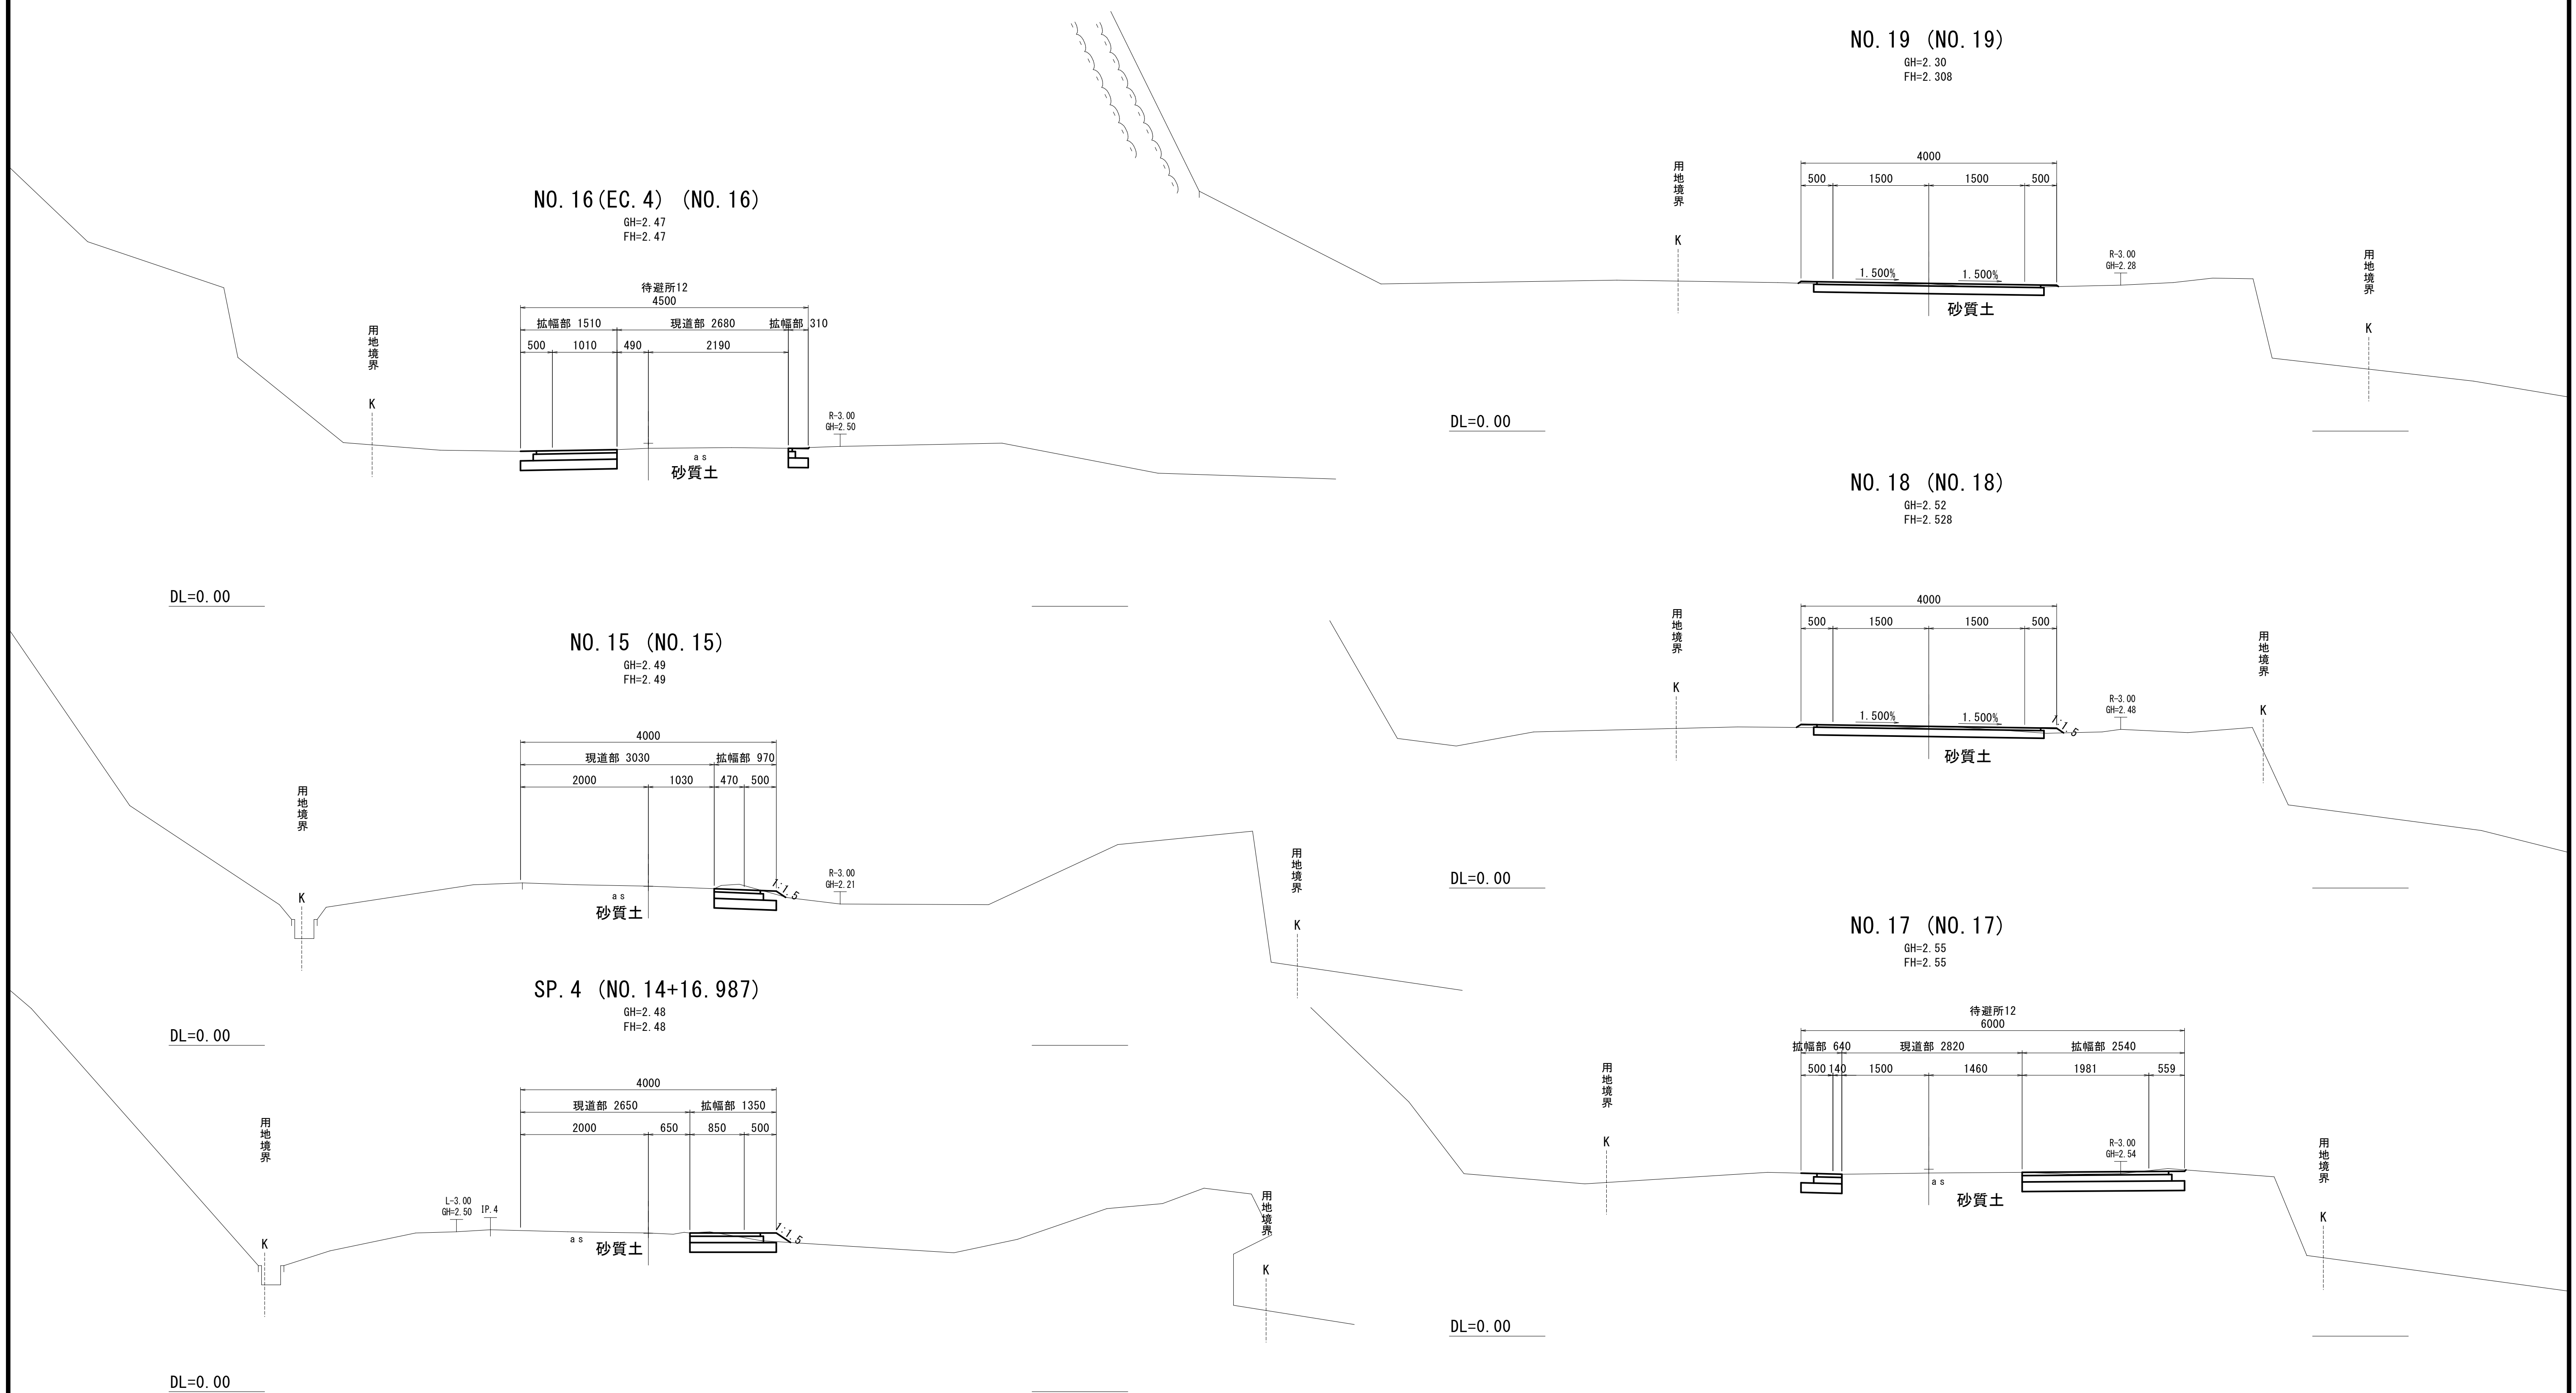 NO.16(EC.4) (NO.16)
GH=2.47
FH=2.47
待避所12
4500
拡幅部 1510
現道部 2680
拡幅部 310
500
1010
490
2190
用地境界
K
R-3.00
GH=2.50
as
砂質土
DL=0.00
NO.15 (NO.15)
GH=2.49
FH=2.49
4000
現道部 3030
拡幅部 970
2000
1030
470
500
用地境界
K
1:1.5
R-3.00
GH=2.21
as
砂質土
用地境界
K
DL=0.00
SP.4 (NO.14+16.987)
GH=2.48
FH=2.48
4000
現道部 2650
拡幅部 1350
2000
650
850
500
用地境界
K
L-3.00
GH=2.50
IP.4
as
砂質土
1:1.5
用地境界
K
DL=0.00
NO.19 (NO.19)
GH=2.30
FH=2.308
4000
500
1500
1500
500
用地境界
K
1.500%
1.500%
R-3.00
GH=2.28
砂質土
用地境界
K
DL=0.00
NO.18 (NO.18)
GH=2.52
FH=2.528
4000
500
1500
1500
500
用地境界
K
1.500%
1.500%
1:1.5
R-3.00
GH=2.48
砂質土
用地境界
K
DL=0.00
NO.17 (NO.17)
GH=2.55
FH=2.55
待避所12
6000
拡幅部 640
現道部 2820
拡幅部 2540
500
140
1500
1460
1981
559
用地境界
K
R-3.00
GH=2.54
as
砂質土
用地境界
K
DL=0.00